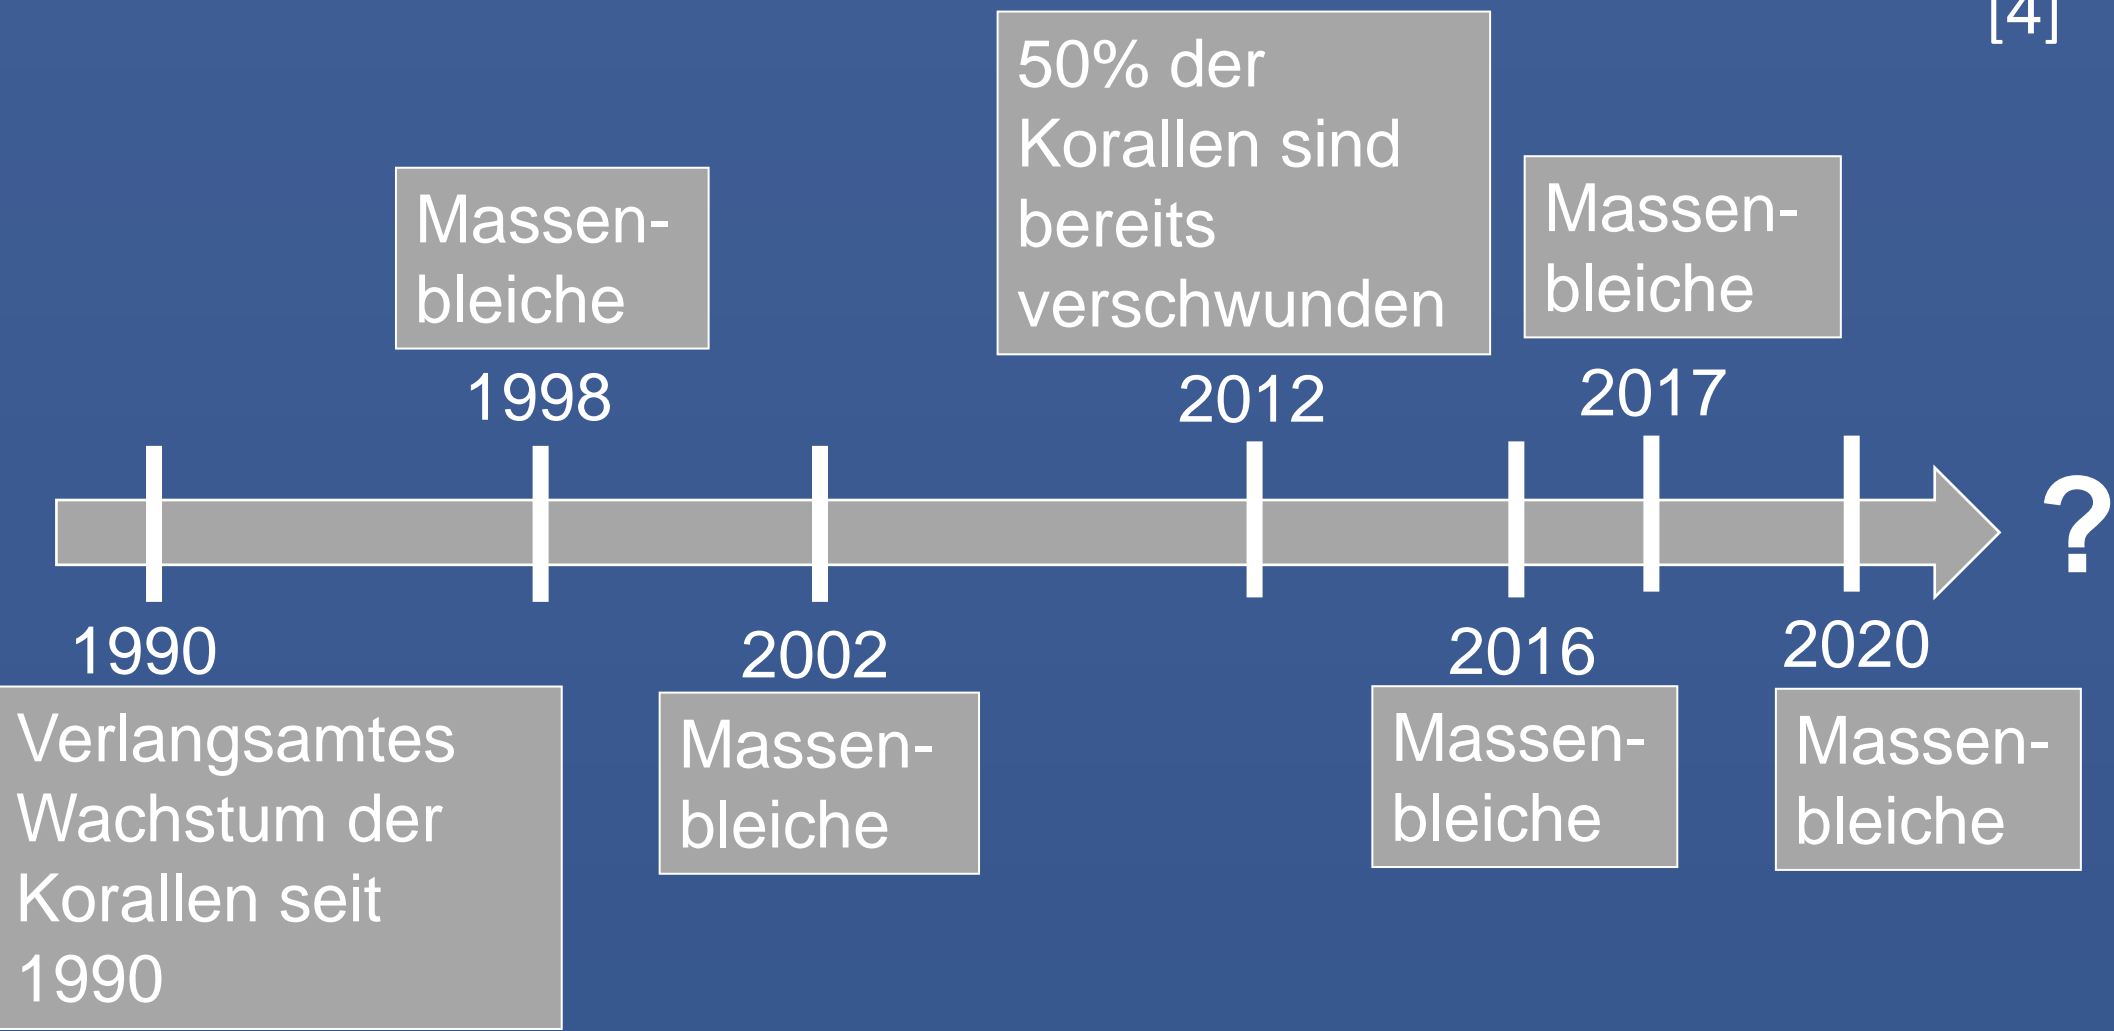 [4]
Massen-
bleiche
1998
50% der
Korallen sind
bereits
verschwunden
2012
Massen-
bleiche
2017
?
1990
Verlangsamtes
Wachstum der
Korallen seit
1990
2002
Massen-
bleiche
2016
Massen-
bleiche
2020
Massen-
bleiche